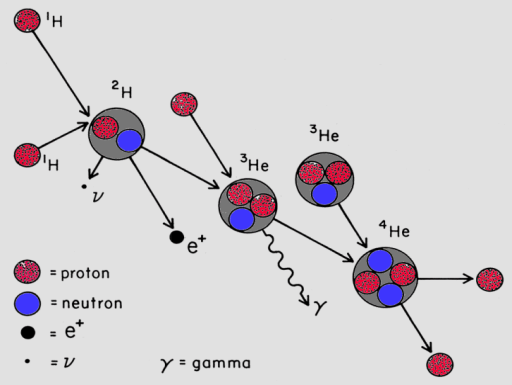 ¹H
²H
¹H
ν
e⁺
³He
³He
⁴He
γ
= proton
= neutron
= e⁺
= ν
γ = gamma